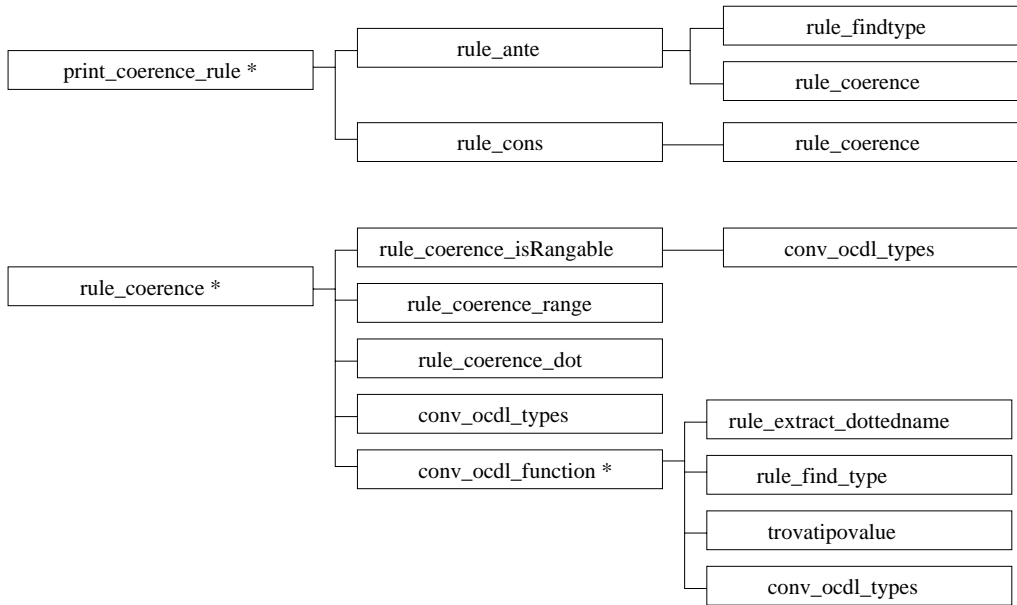 rule_findtype
rule_ante
print_coerence_rule *
rule_coerence
rule_cons
rule_coerence
rule_coerence_isRangable
conv_ocdl_types
rule_coerence *
rule_coerence_range
rule_coerence_dot
conv_ocdl_types
rule_extract_dottedname
conv_ocdl_function *
rule_find_type
trovatipovalue
conv_ocdl_types